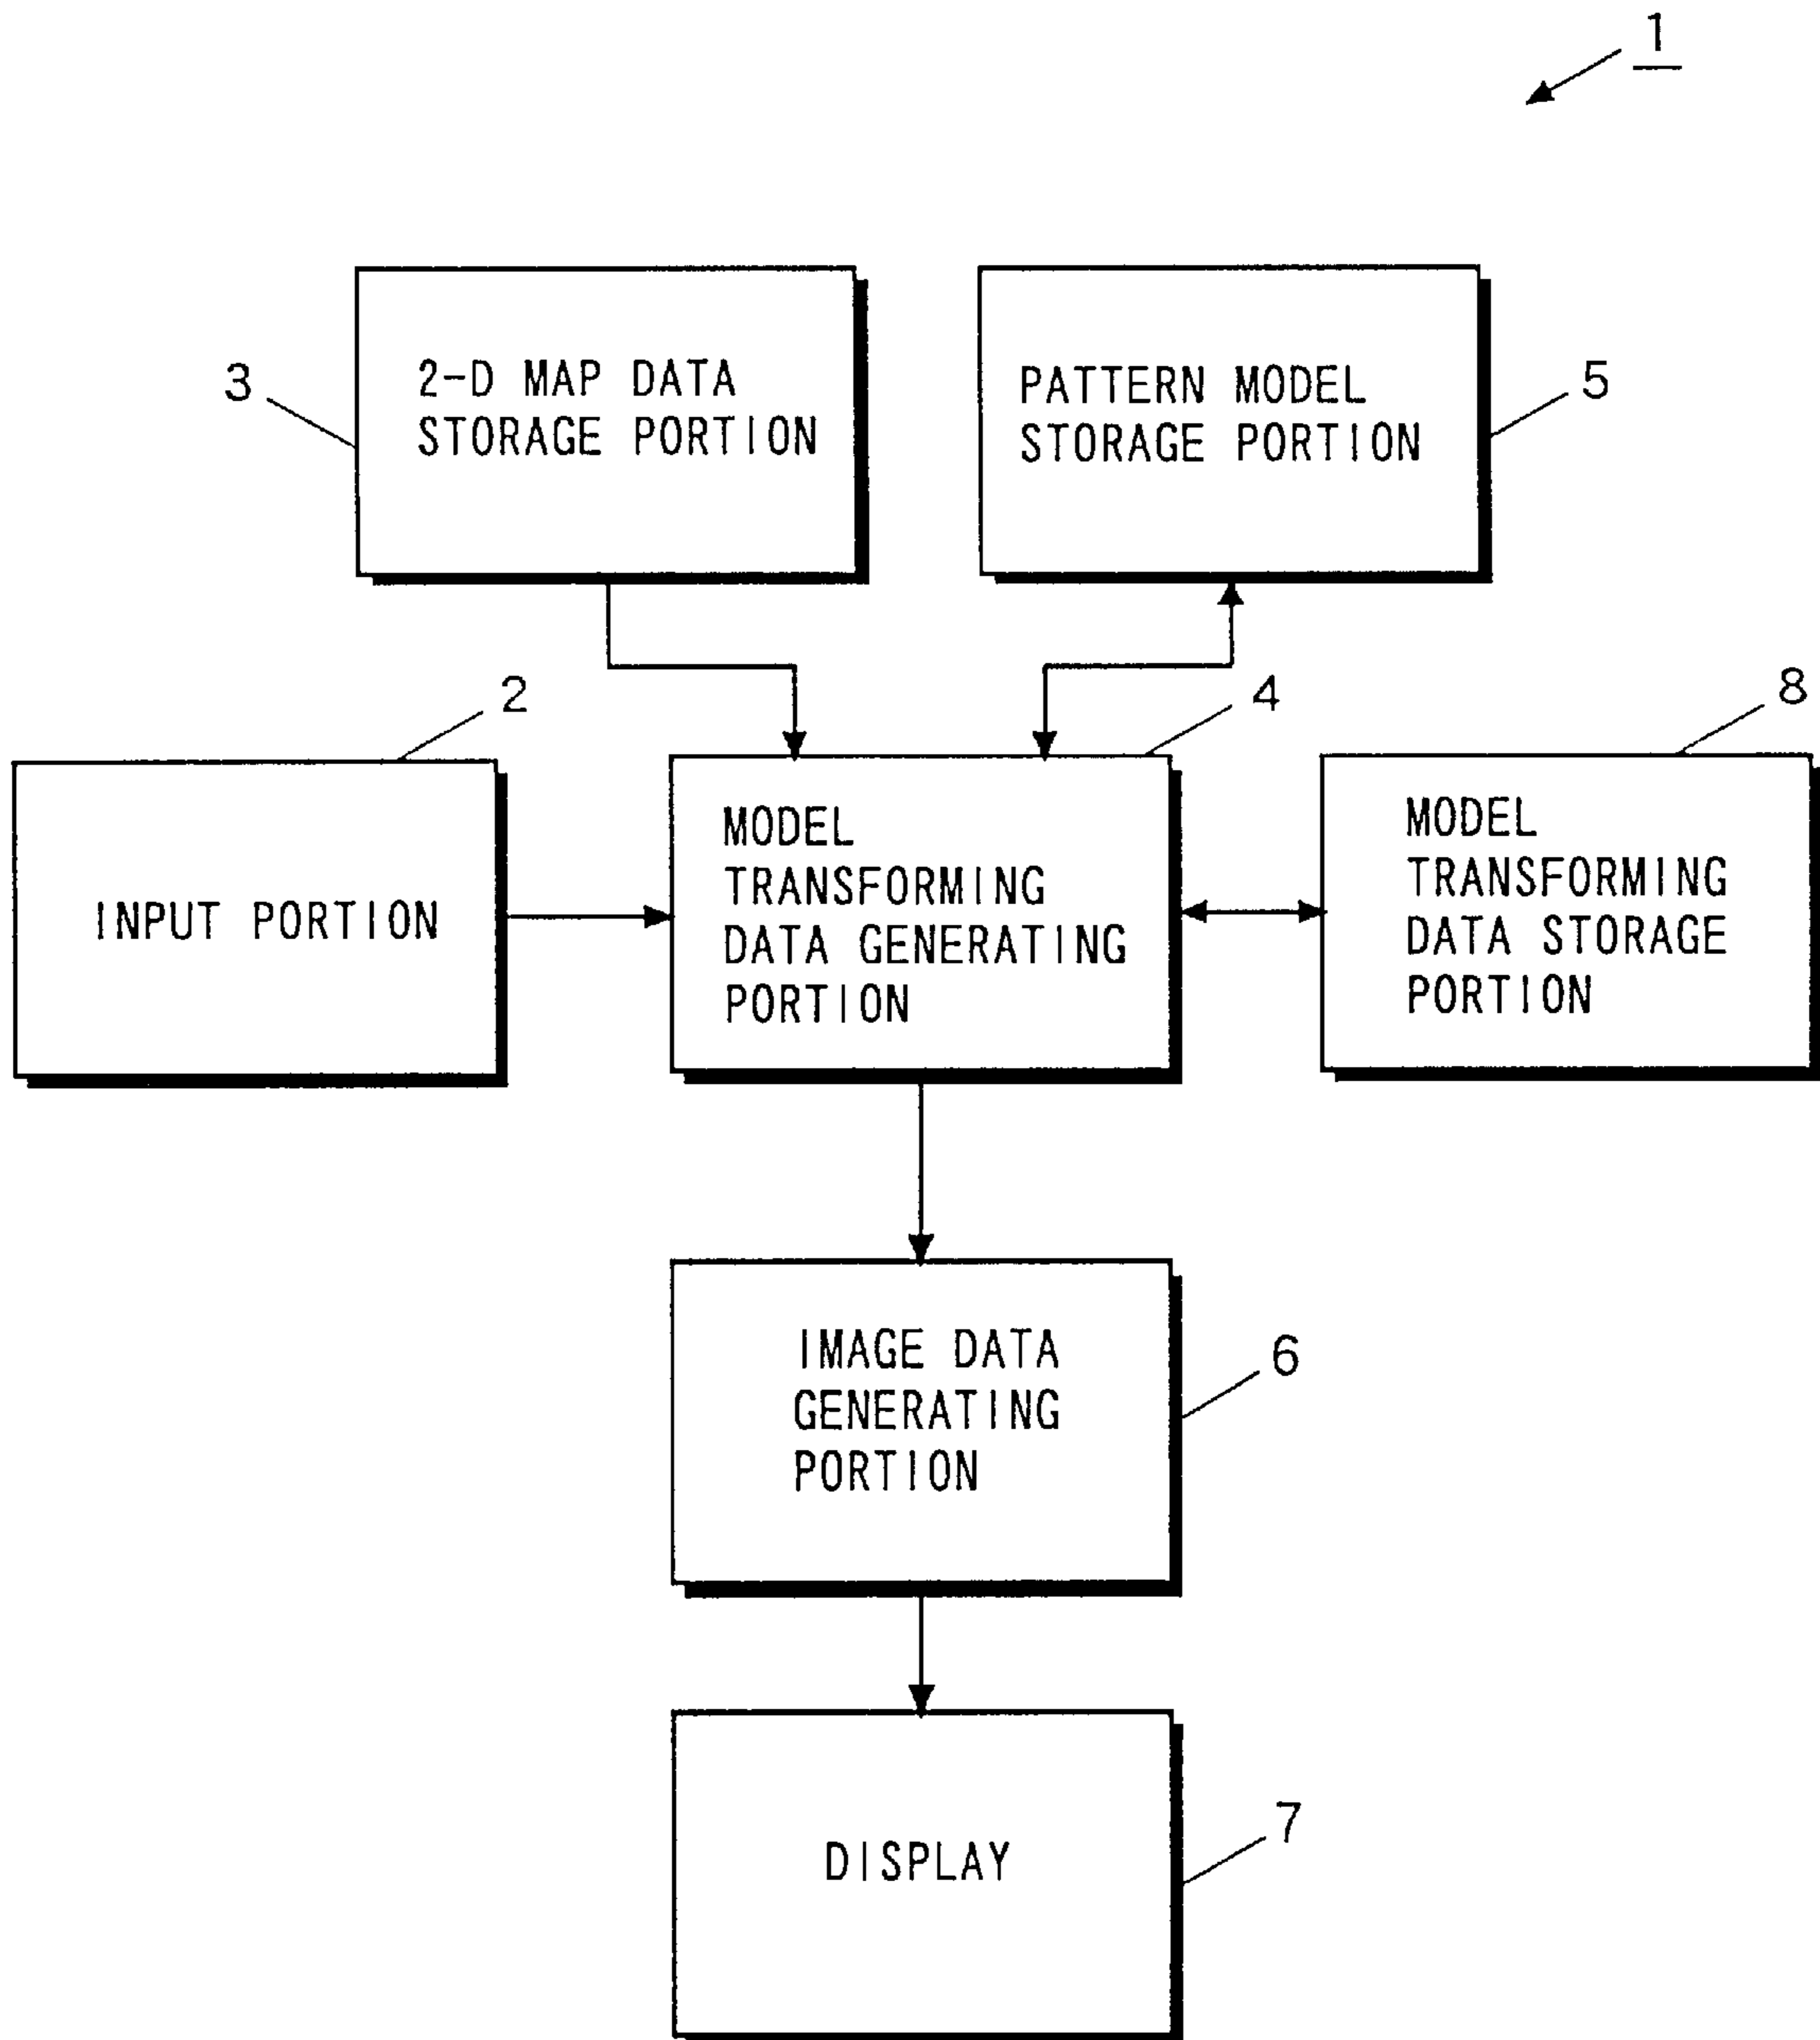 1
3
2-D MAP DATA
STORAGE PORTION
PATTERN MODEL
STORAGE PORTION
5
2
4
8
INPUT PORTION
MODEL
TRANSFORMING
DATA GENERATING
PORTION
MODEL
TRANSFORMING
DATA STORAGE
PORTION
IMAGE DATA
GENERATING
PORTION
6
DISPLAY
7